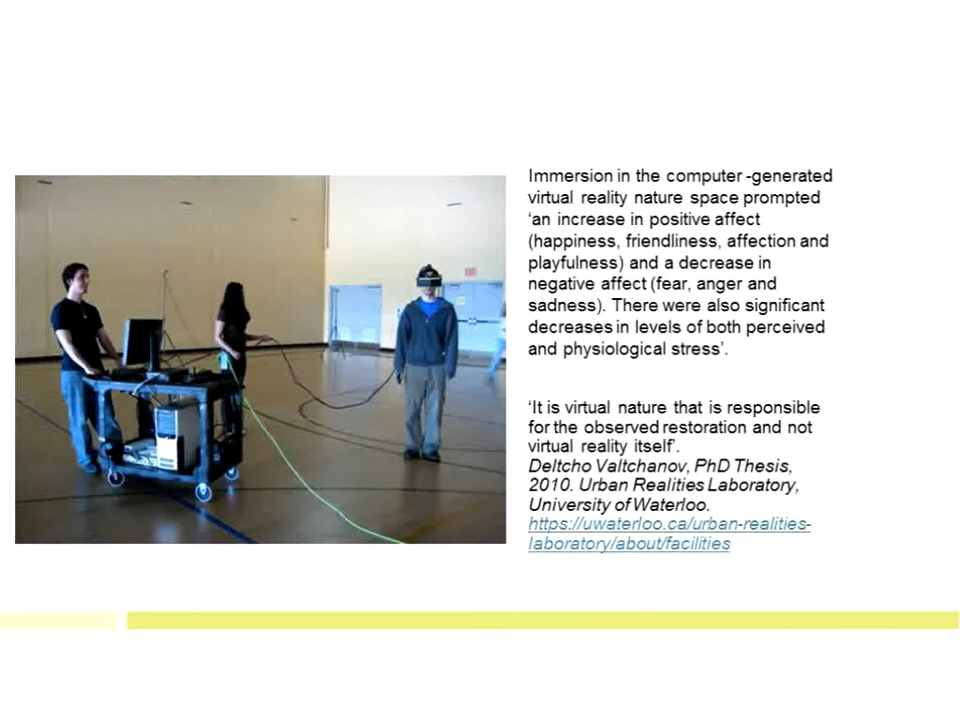 Immersion in the computer -generated
virtual reality nature space prompted
‘an increase in positive affect
(happiness, friendliness, affection and
playfulness) and a decrease in
negative affect (fear, anger and
sadness). There were also significant
decreases in levels of both perceived
and physiological stress’.
‘It is virtual nature that is responsible
for the observed restoration and not
virtual reality itself’.
Deltcho Valtchanov, PhD Thesis,
2010. Urban Realities Laboratory,
University of Waterloo.
https://uwaterloo.ca/urban-realities-
laboratory/about/facilities